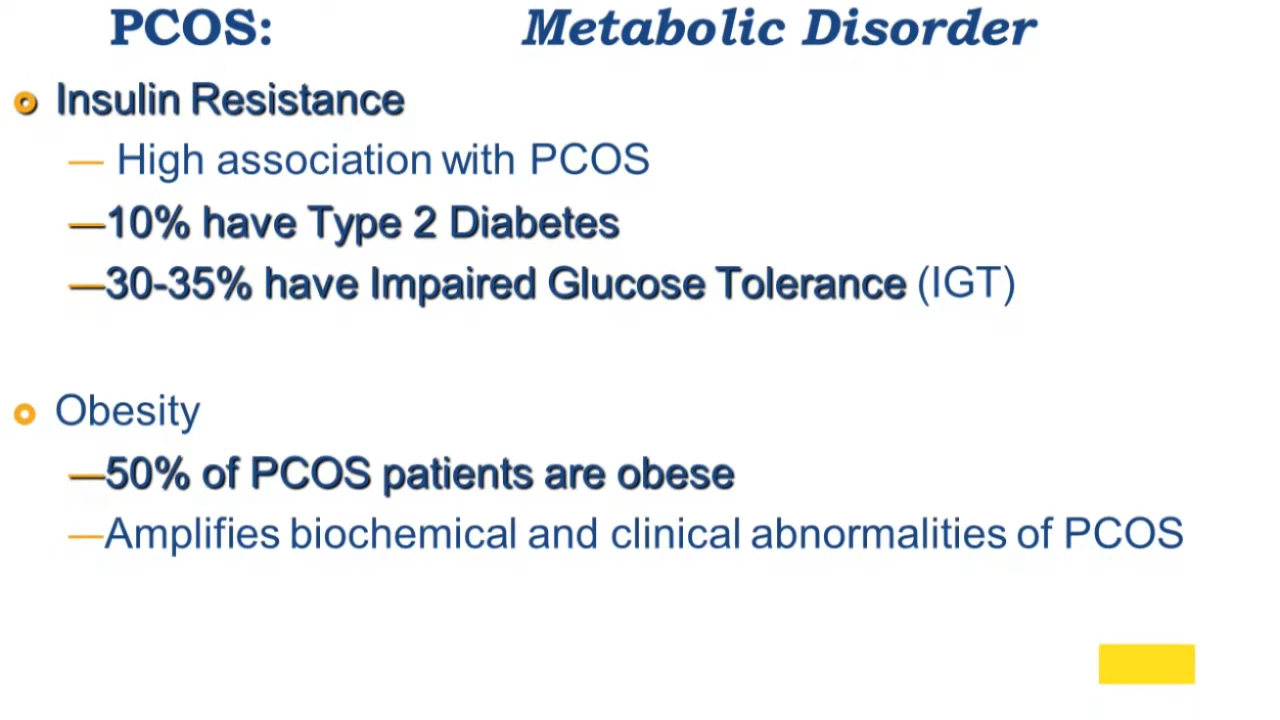 PCOS: Metabolic Disorder
Insulin Resistance
— High association with PCOS
—10% have Type 2 Diabetes
—30-35% have Impaired Glucose Tolerance (IGT)
Obesity
—50% of PCOS patients are obese
—Amplifies biochemical and clinical abnormalities of PCOS